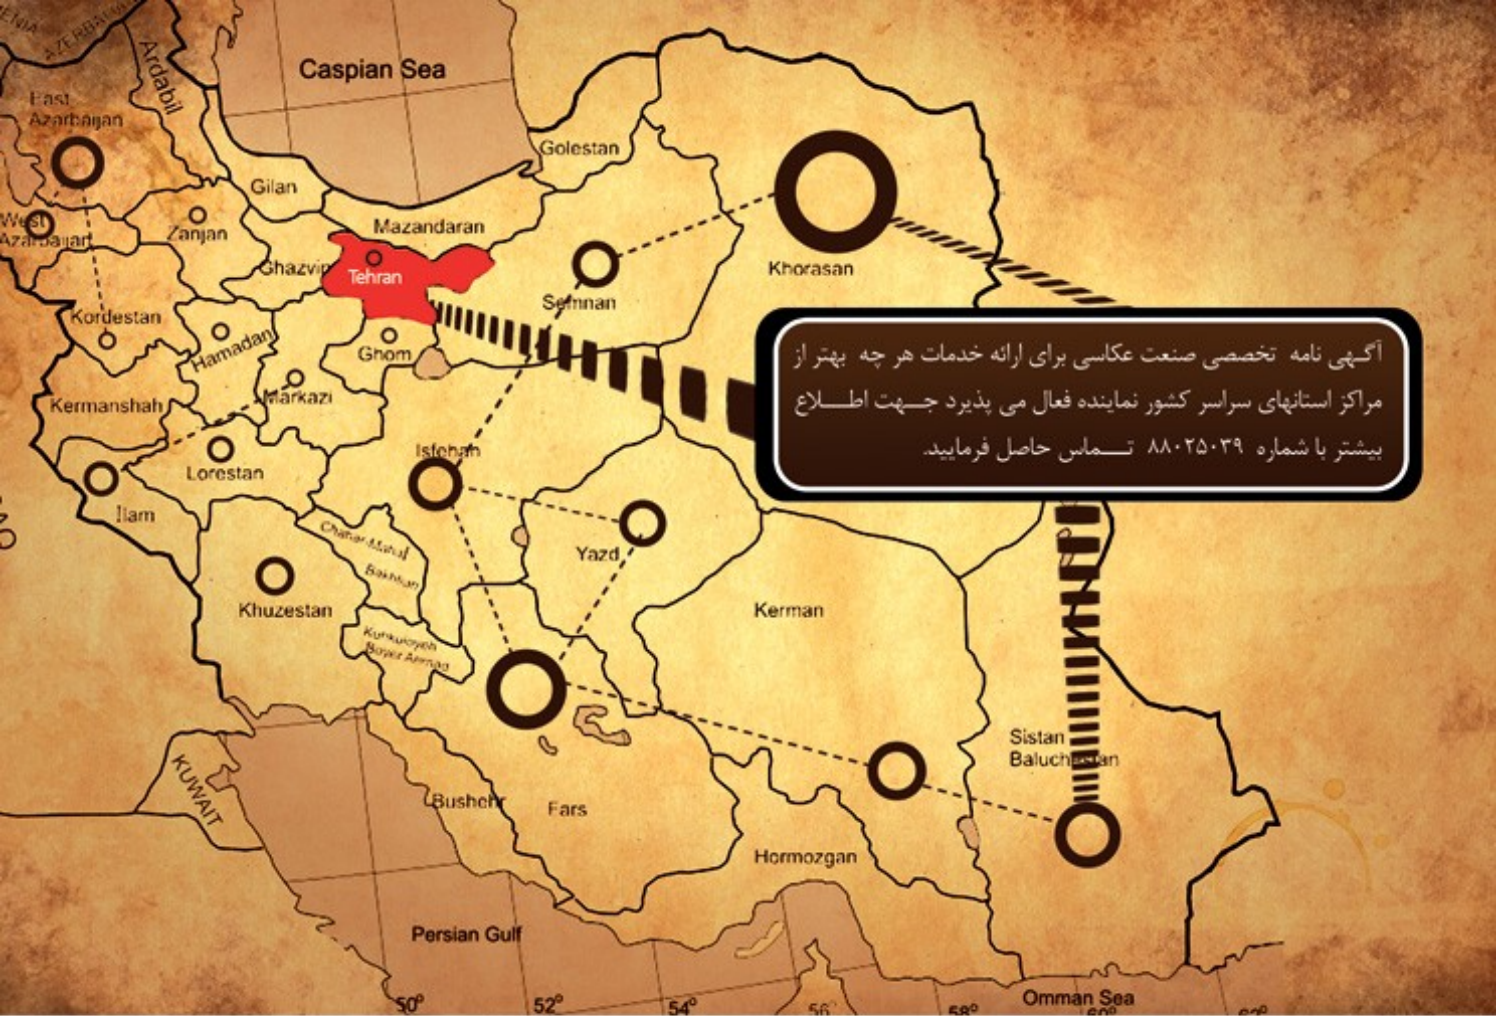 AZERBAIJAN
Ardabil
Caspian Sea
East
Azarbaijan
Golestan
Gilan
West
Azarbaijan
Zanjan
Mazandaran
Ghazvin
Tehran
Khorasan
Semnan
Kordestan
Hamadan
Ghom
آگهی نامه تخصصی صنعت عکاسی برای ارائه خدمات هر چه بهتر از
مراکز استانهای سراسر کشور نماینده فعال می پذیرد جهت اطلاع
بیشتر با شماره ۸۸۰۲۵۰۳۹ تماس حاصل فرمایید.
Kermanshah
Markazi
Isfehan
Lorestan
Ilam
Chahar-Mahal
Bakhtiari
Yazd
Khuzestan
Kerman
Boyer Ahmad
Sistan
Baluchestan
KUWAIT
Bushehr
Fars
Hormozgan
Persian Gulf
Omman Sea
50°
52°
54°
56°
58°
60°
62°